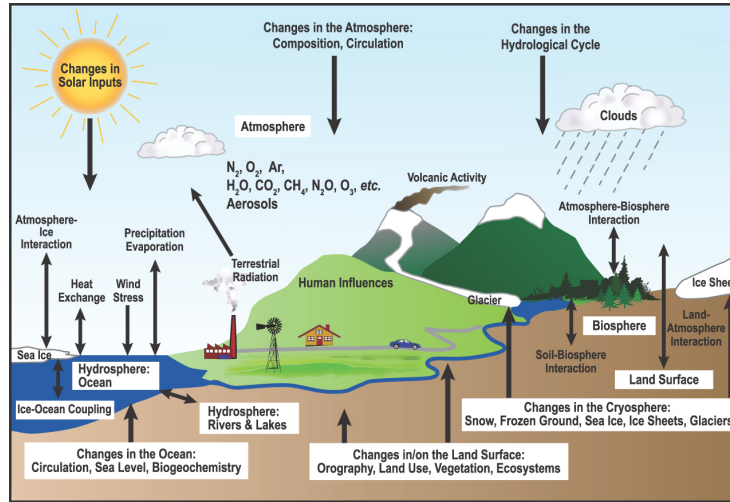 Changes in the Atmosphere:
Composition, Circulation
Changes in the
Hydrological Cycle
Changes in
Solar Inputs
Clouds
Atmosphere
N₂, O₂, Ar,
H₂O, CO₂, CH₄, N₂O, O₃, etc.
Aerosols
Volcanic Activity
Atmosphere-
Ice
Interaction
Precipitation
Evaporation
Atmosphere-Biosphere
Interaction
Terrestrial
Radiation
Heat
Exchange
Wind
Stress
Human Influences
Glacier
Ice Sheet
Land-
Atmosphere
Interaction
Biosphere
Sea Ice
Hydrosphere:
Ocean
Soil-Biosphere
Interaction
Land Surface
Ice-Ocean Coupling
Hydrosphere:
Rivers & Lakes
Changes in the Cryosphere:
Snow, Frozen Ground, Sea Ice, Ice Sheets, Glaciers
Changes in the Ocean:
Circulation, Sea Level, Biogeochemistry
Changes in/on the Land Surface:
Orography, Land Use, Vegetation, Ecosystems